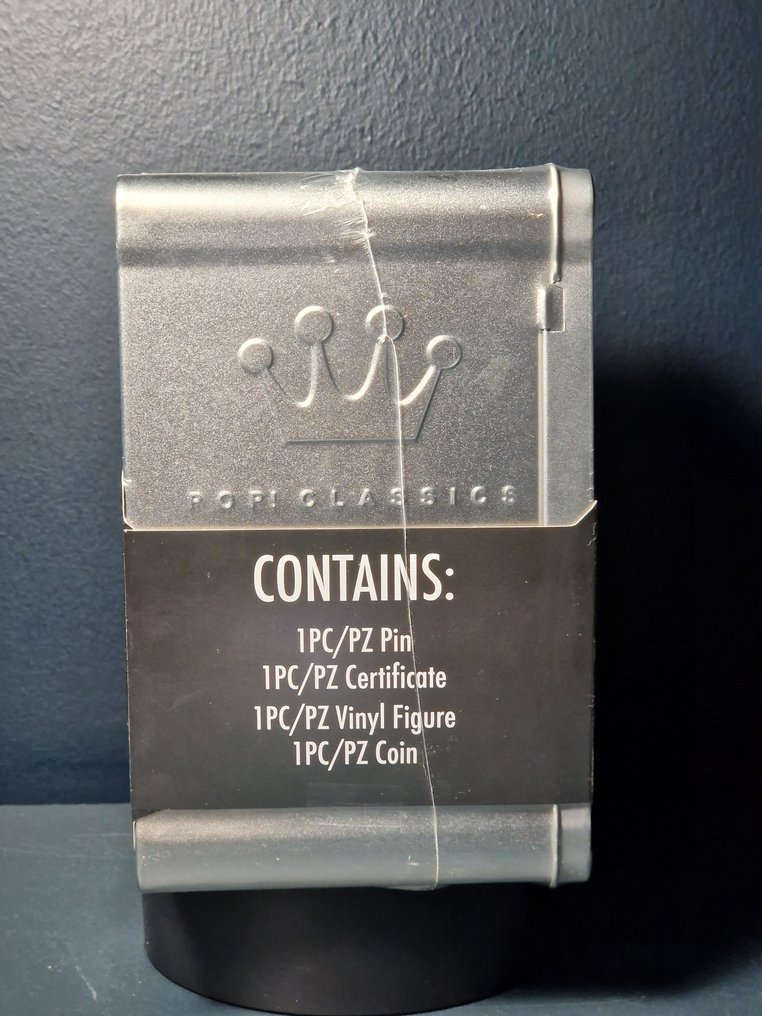 POP! CLASSICS
CONTAINS:
1PC/PZ Pin
1PC/PZ Certificate
1PC/PZ Vinyl Figure
1PC/PZ Coin